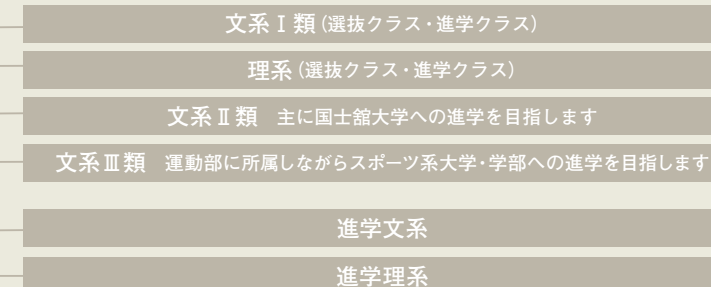 文系Ⅰ類(選抜クラス・進学クラス)
理系(選抜クラス・進学クラス)
文系Ⅱ類 主に国士舘大学への進学を目指します
文系Ⅲ類 運動部に所属しながらスポーツ系大学・学部への進学を目指します
進学文系
進学理系